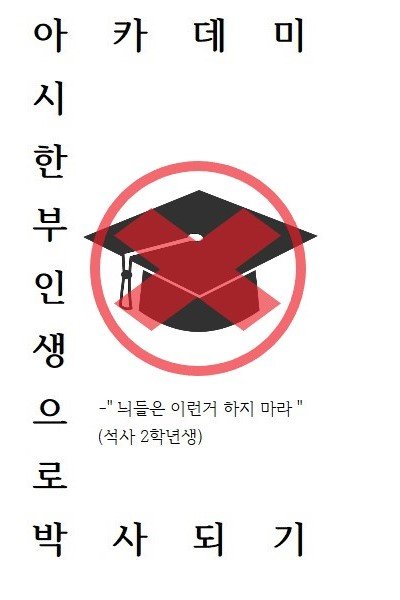 아 카 데 미
시
한
부
인
생
으
로
박 사 되 기
-" 늬들은 이런거 하지 마라 "
(석사 2학년생)